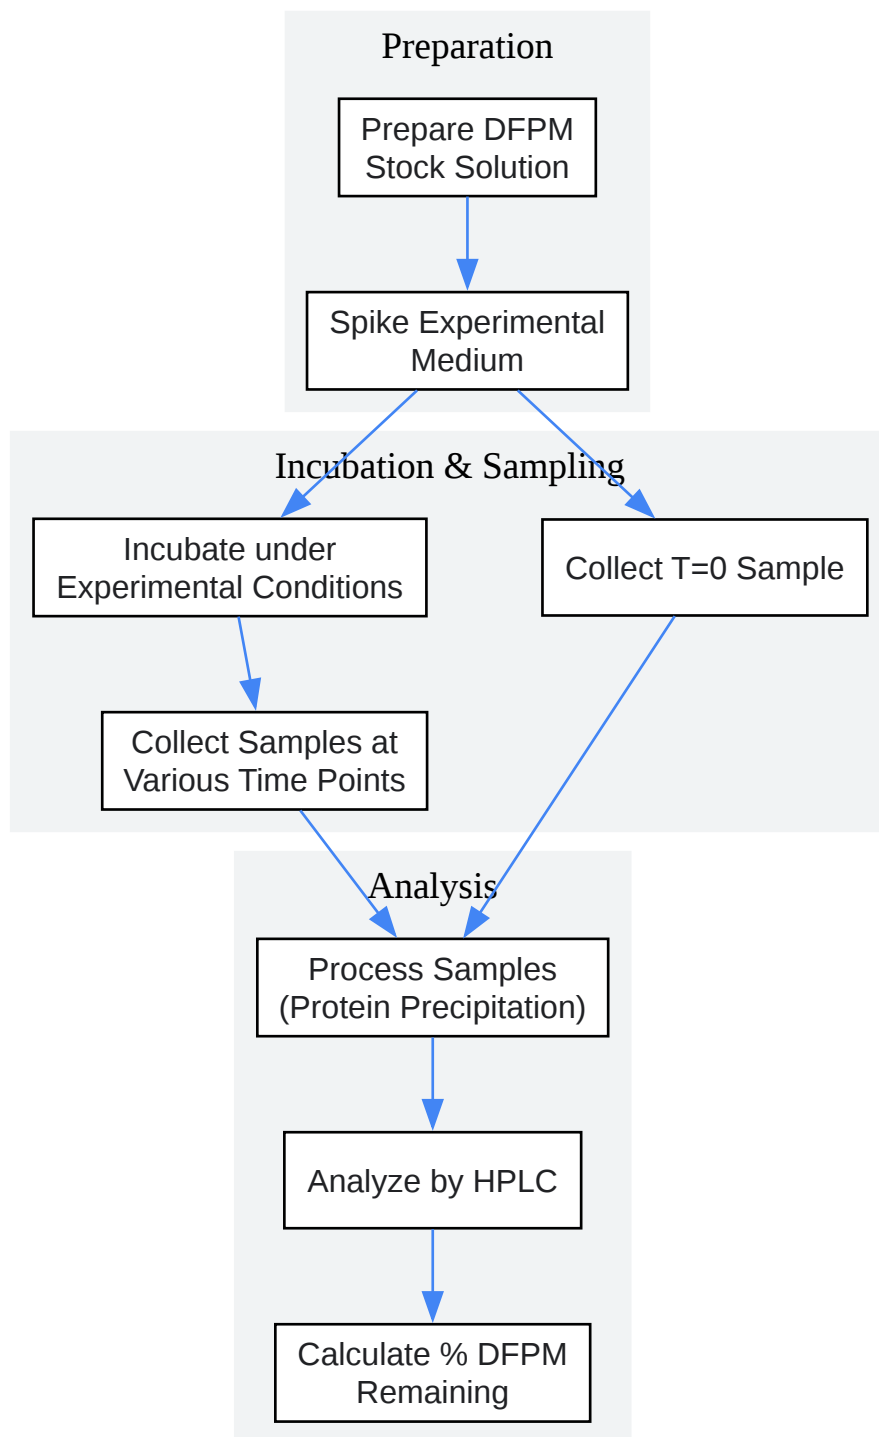 Preparation
Prepare DFPM
Stock Solution
Spike Experimental
Medium
Incubation & Sampling
Incubate under
Experimental Conditions
Collect T=0 Sample
Collect Samples at
Various Time Points
Analysis
Process Samples
(Protein Precipitation)
Analyze by HPLC
Calculate % DFPM
Remaining